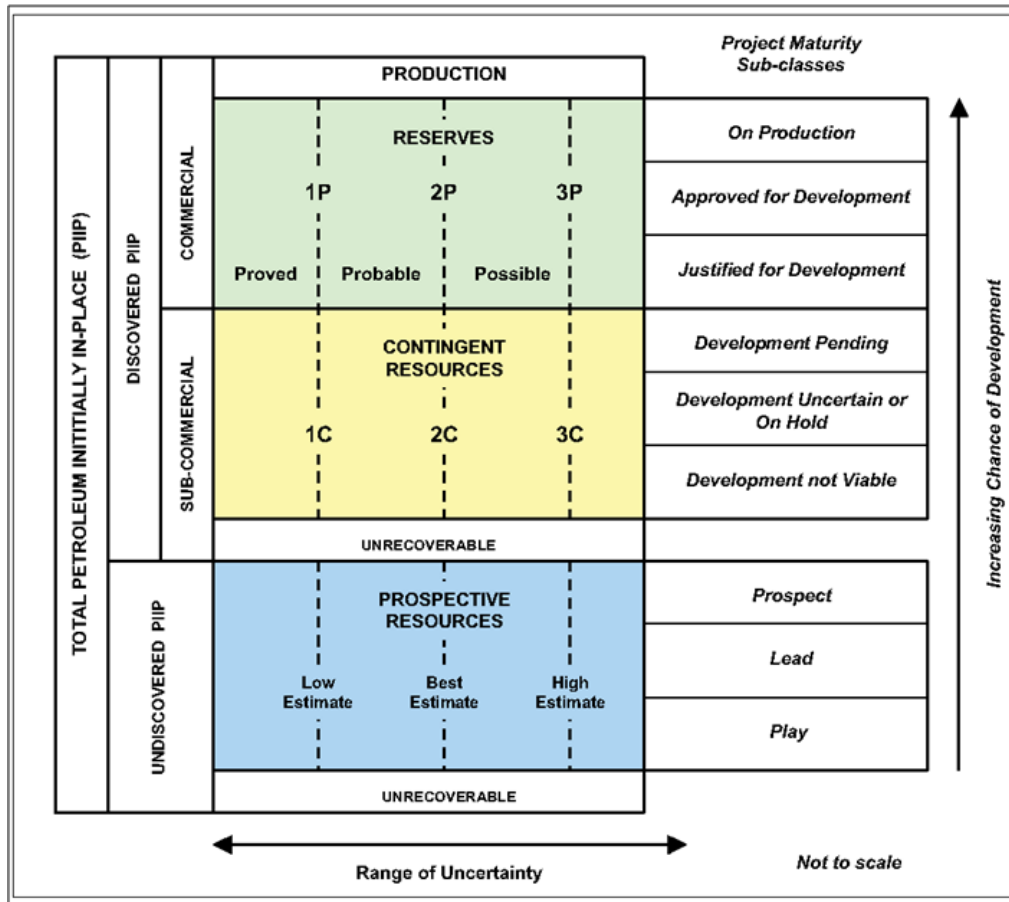 Project Maturity
Sub-classes
PRODUCTION
RESERVES
1P
2P
3P
Proved
Probable
Possible
On Production
Approved for Development
Justified for Development
CONTINGENT
RESOURCES
1C
2C
3C
Development Pending
Development Uncertain or
On Hold
Development not Viable
UNRECOVERABLE
PROSPECTIVE
RESOURCES
Low
Estimate
Best
Estimate
High
Estimate
Prospect
Lead
Play
UNRECOVERABLE
TOTAL PETROLEUM INITITIALLY IN-PLACE (PIIP)
DISCOVERED PIIP
UNDISCOVERED PIIP
COMMERCIAL
SUB-COMMERCIAL
Increasing Chance of Development
Range of Uncertainty
Not to scale